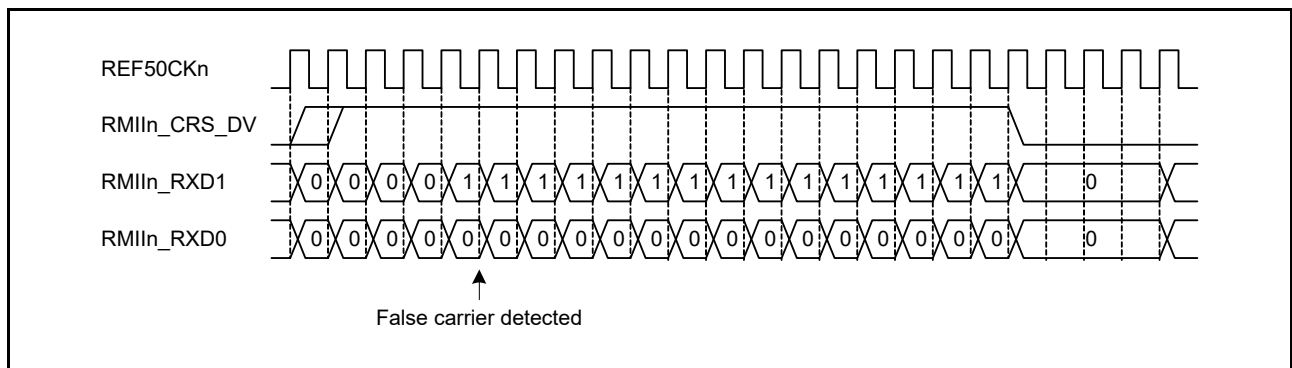 REF50CKn
RMIIn_CRS_DV
RMIIn_RXD1 0 0 0 0 1 1 1 1 1 1 1 1 1 1 1 1 1 1 1 0
RMIIn_RXD0 0 0 0 0 0 0 0 0 0 0 0 0 0 0 0 0 0 0 0 0
False carrier detected